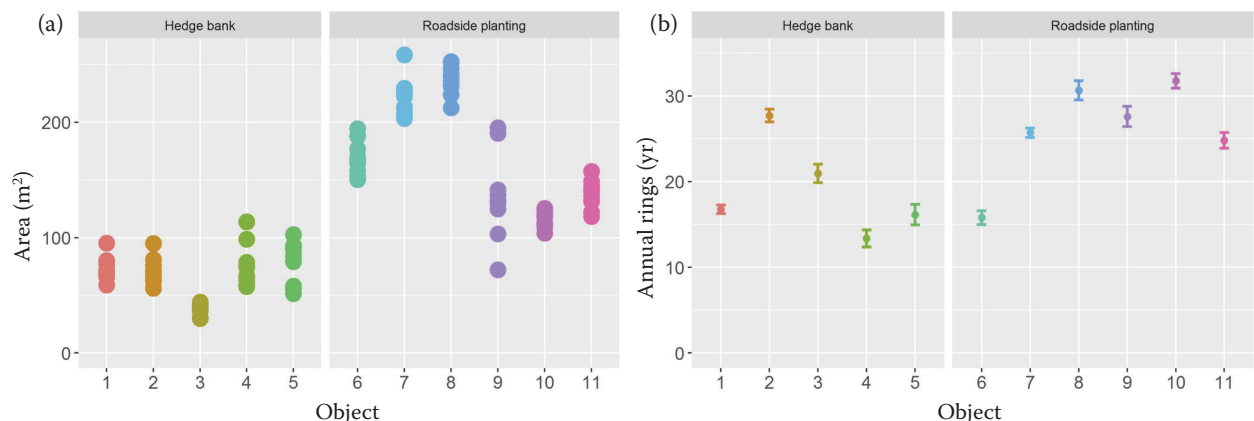 (a)
Hedge bank
Roadside planting
Area (m²)
200
100
0
1 2 3 4 5 6 7 8 9 10 11
Object
(b)
Hedge bank
Roadside planting
Annual rings (yr)
30
20
10
0
1 2 3 4 5 6 7 8 9 10 11
Object